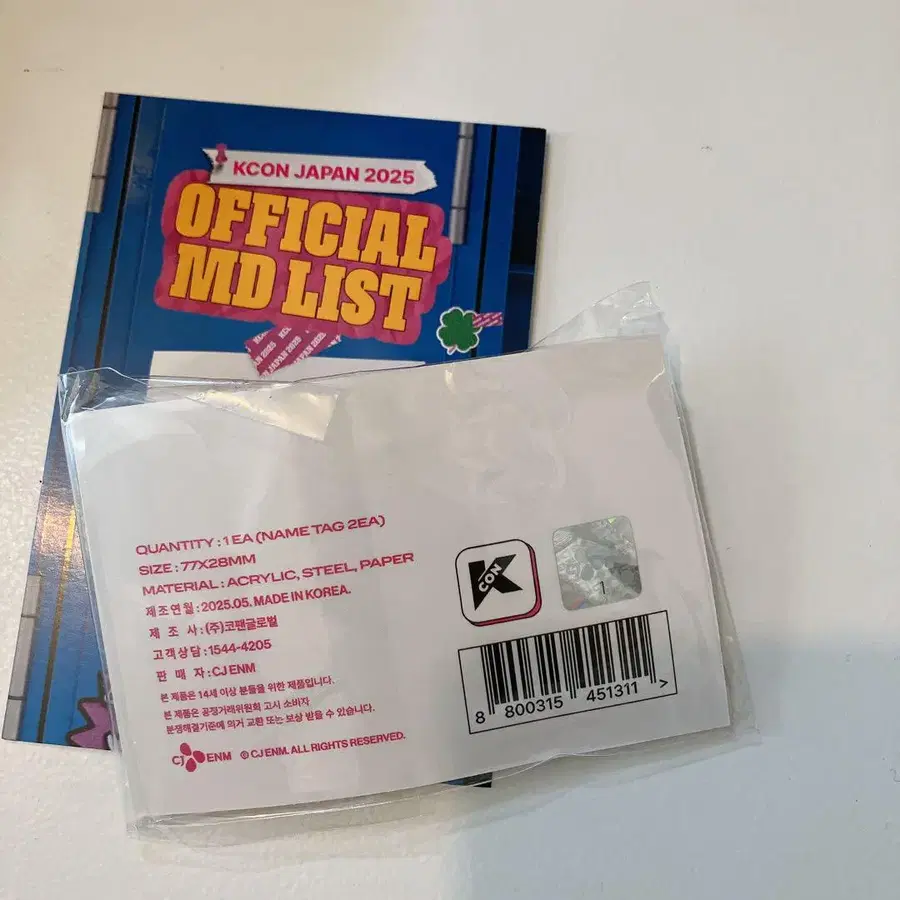 KCON JAPAN 2025
OFFICIAL
MD LIST
QUANTITY : 1 EA (NAME TAG 2EA)
SIZE : 77X28MM
MATERIAL : ACRYLIC, STEEL, PAPER
제조연월 : 2025.05. MADE IN KOREA.
제 조 사 : (주)코팬글로벌
고객상담 : 1544-4205
판 매 자 : CJ ENM
본 제품은 14세 이상 분들을 위한 제품입니다.
본 제품은 공정거래위원회 고시 소비자
분쟁해결기준에 의거 교환 또는 보상 받을 수 있습니다.
CJ ENM © CJ ENM. ALL RIGHTS RESERVED.
KCON
1
8 800315 451311 >